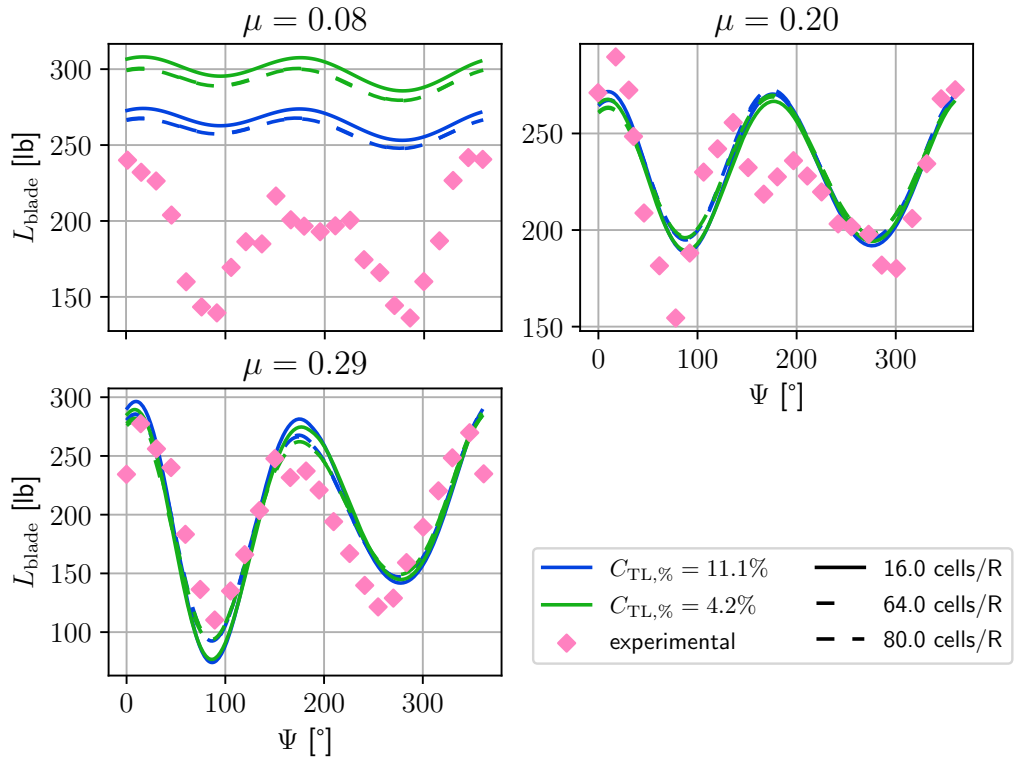 μ = 0.08
300
250
200
150
L_blade [lb]
μ = 0.20
250
200
150
L_blade [lb]
0
100
200
300
Ψ [°]
μ = 0.29
300
250
200
150
100
L_blade [lb]
0
100
200
300
Ψ [°]
C_TL,% = 11.1%
C_TL,% = 4.2%
experimental
16.0 cells/R
64.0 cells/R
80.0 cells/R